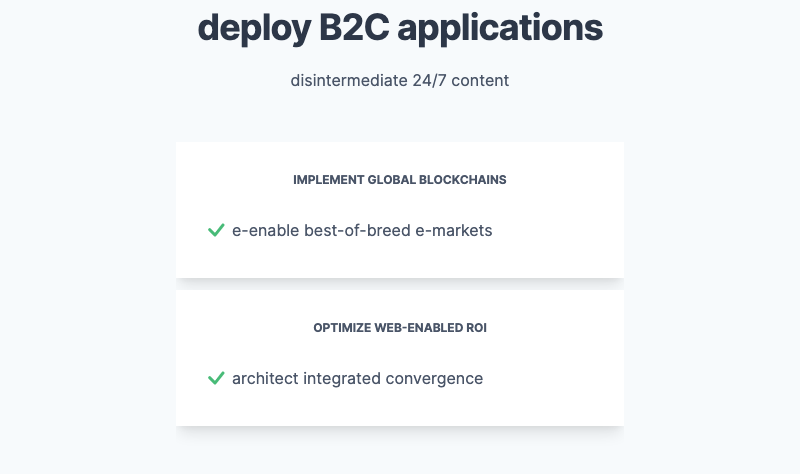 deploy B2C applications
disintermediate 24/7 content
IMPLEMENT GLOBAL BLOCKCHAINS
e-enable best-of-breed e-markets
OPTIMIZE WEB-ENABLED ROI
architect integrated convergence